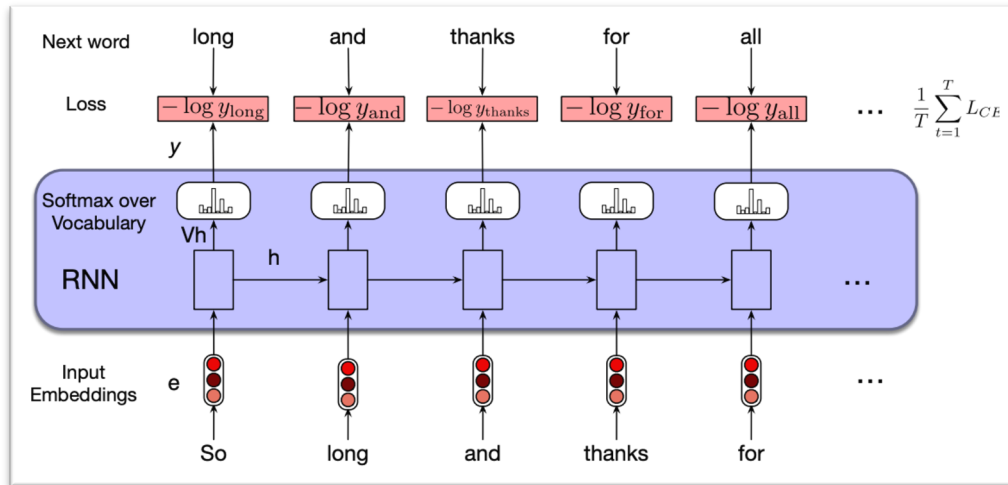 Next word long and thanks for all
Loss − log y_long − log y_and − log y_thanks − log y_for − log y_all ... 1/T ∑_{t=1}^{T} L_CE
y
Softmax over
Vocabulary
Vh
h
RNN ...
Input
Embeddings
e ...
So long and thanks for